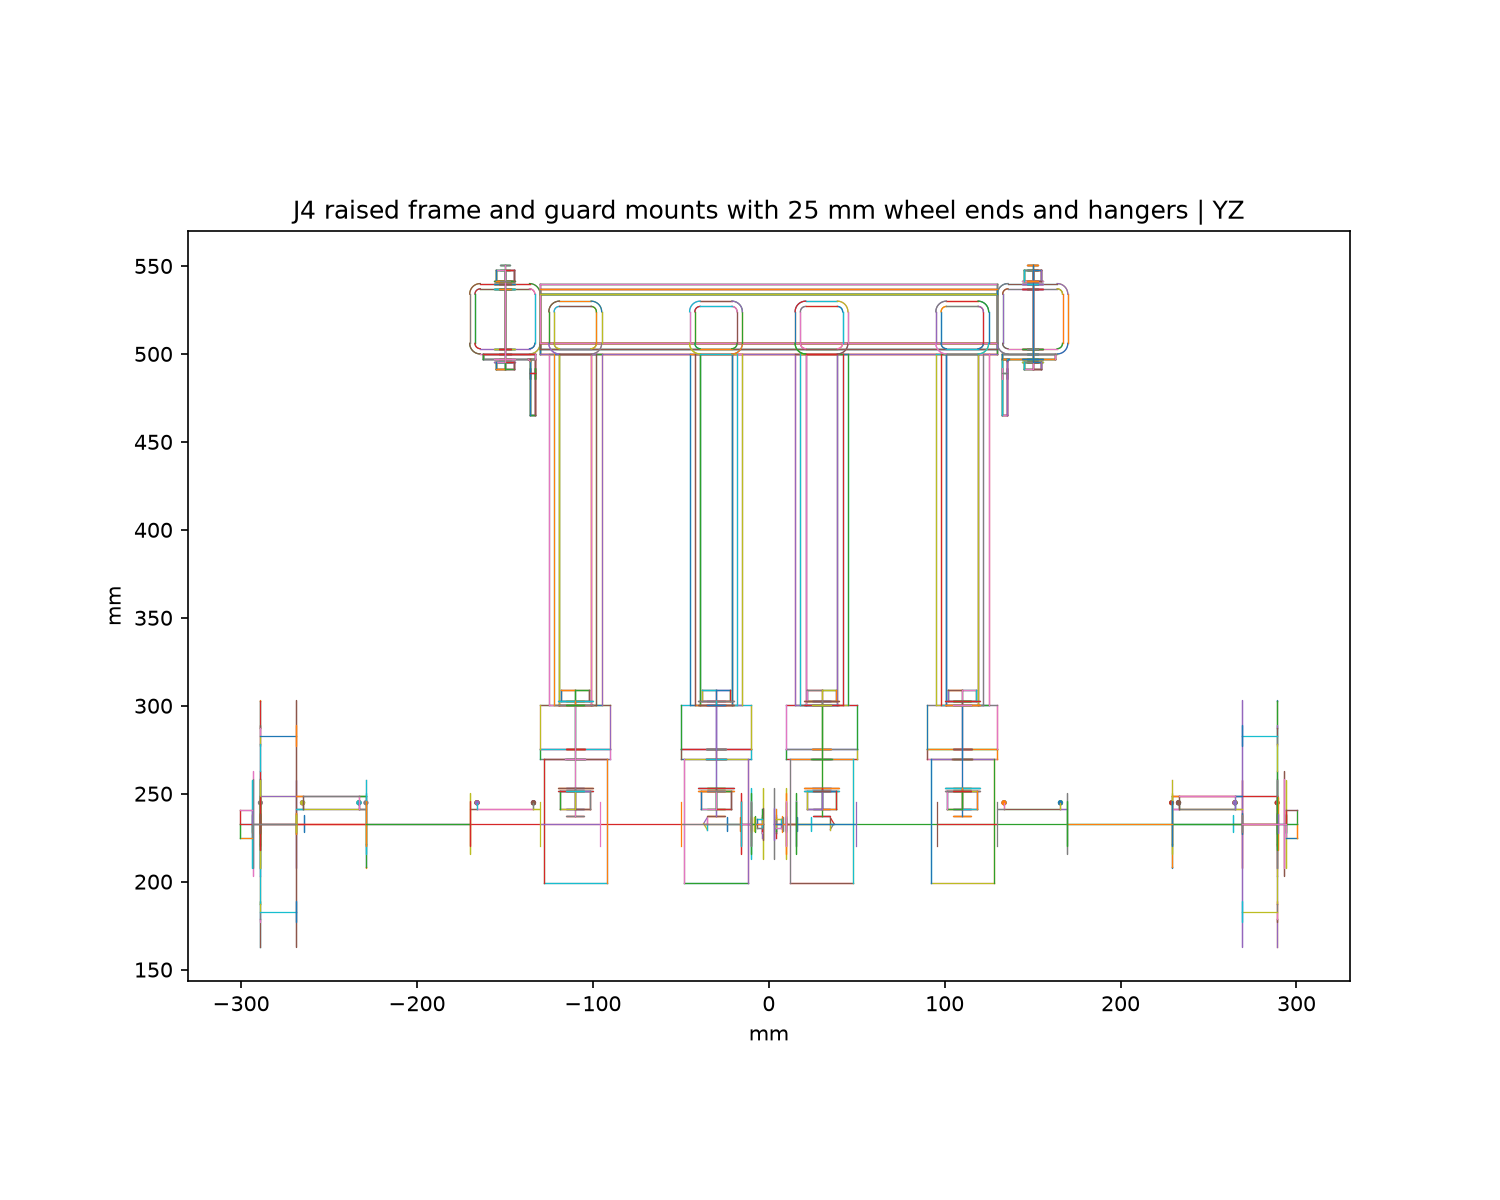 J4 raised frame and guard mounts with 25 mm wheel ends and hangers | YZ
550
500
450
400
350
300
250
200
150
mm
−300 −200 −100 0 100 200 300
mm